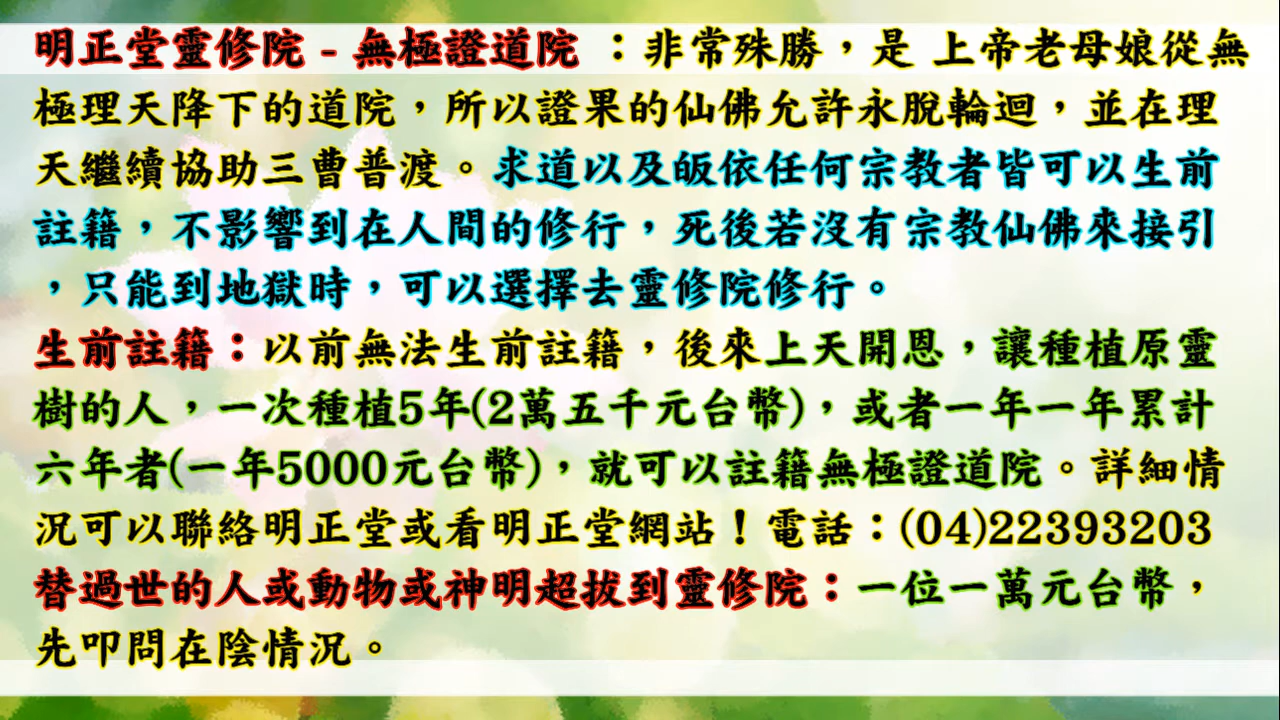 明正堂靈修院 - 無極證道院 ：非常殊勝，是 上帝老母娘從無
極理天降下的道院，所以證果的仙佛允許永脫輪迴，並在理
天繼續協助三曹普渡。求道以及皈依任何宗教者皆可以生前
註籍，不影響到在人間的修行，死後若沒有宗教仙佛來接引
，只能到地獄時，可以選擇去靈修院修行。
生前註籍：以前無法生前註籍，後來上天開恩，讓種植原靈
樹的人，一次種植5年(2萬五千元台幣)，或者一年一年累計
六年者(一年5000元台幣)，就可以註籍無極證道院。詳細情
況可以聯絡明正堂或看明正堂網站！電話：(04)22393203
替過世的人或動物或神明超拔到靈修院：一位一萬元台幣，
先叩問在陰情況。